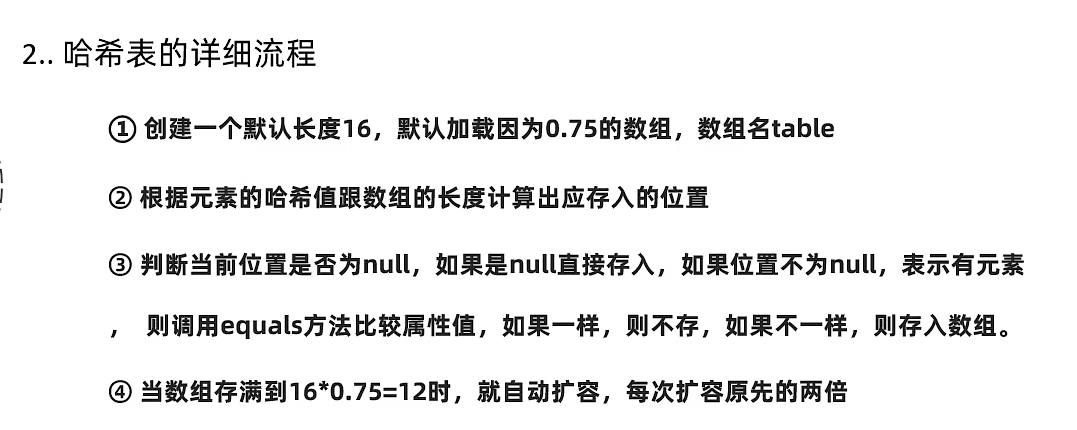 2.. 哈希表的详细流程
① 创建一个默认长度16，默认加载因为0.75的数组，数组名table
② 根据元素的哈希值跟数组的长度计算出应存入的位置
③ 判断当前位置是否为null，如果是null直接存入，如果位置不为null，表示有元素
， 则调用equals方法比较属性值，如果一样，则不存，如果不一样，则存入数组。
④ 当数组存满到16*0.75=12时，就自动扩容，每次扩容原先的两倍